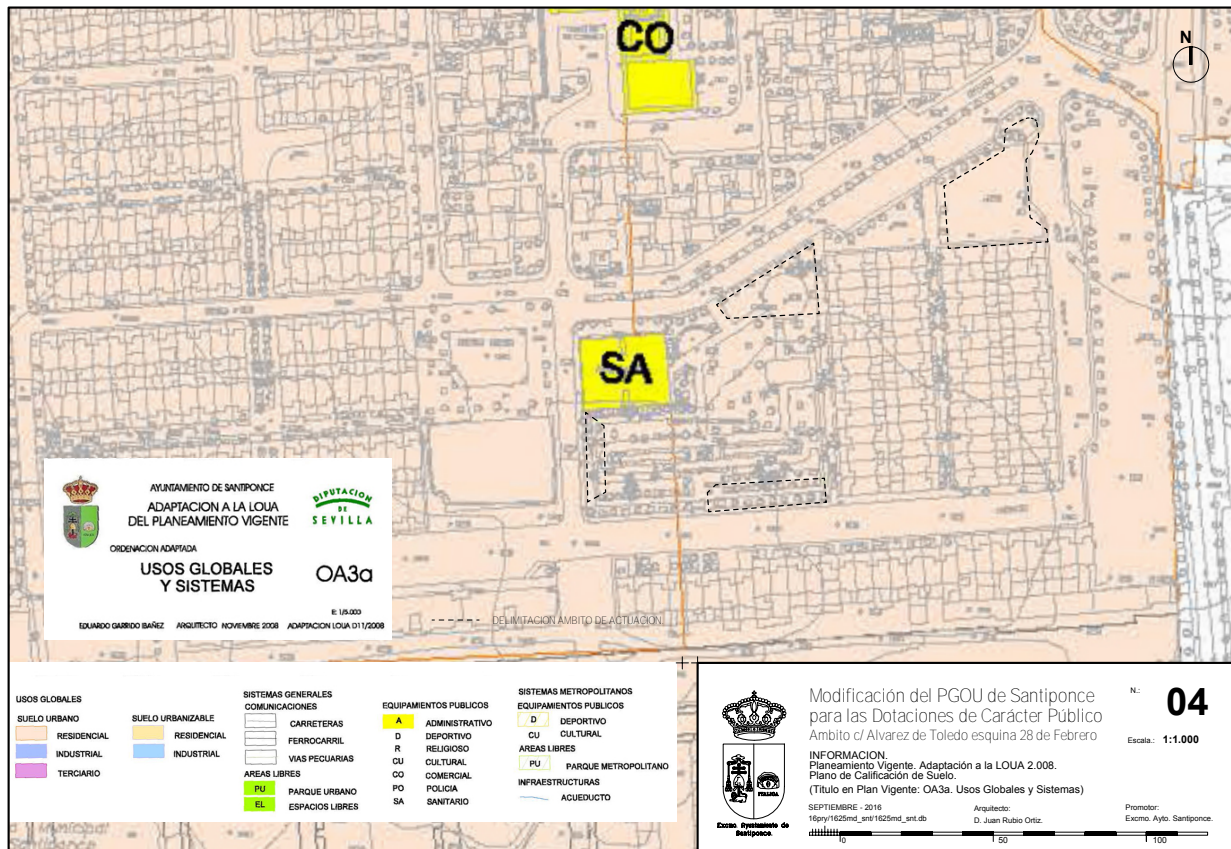 CO
N
SA
AYUNTAMIENTO DE SANTIPONCE
ADAPTACION A LA LOUA
DEL PLANEAMIENTO VIGENTE
DIPUTACION
DE
SEVILLA
ORDENACION ADAPTADA
USOS GLOBALES
Y SISTEMAS
OA3a
E: 1/5.000
EDUARDO GARRIDO IBAÑEZ ARQUITECTO NOVIEMBRE 2008 ADAPTACION LOUA D11/2008
DELIMITACION AMBITO DE ACTUACION.
USOS GLOBALES
SUELO URBANO
RESIDENCIAL
INDUSTRIAL
TERCIARIO
SUELO URBANIZABLE
RESIDENCIAL
INDUSTRIAL
SISTEMAS GENERALES
COMUNICACIONES
CARRETERAS
FERROCARRIL
VIAS PECUARIAS
AREAS LIBRES
PU PARQUE URBANO
EL ESPACIOS LIBRES
EQUIPAMIENTOS PUBLICOS
A ADMINISTRATIVO
D DEPORTIVO
R RELIGIOSO
CU CULTURAL
CO COMERCIAL
PO POLICIA
SA SANITARIO
SISTEMAS METROPOLITANOS
EQUIPAMIENTOS PUBLICOS
D DEPORTIVO
CU CULTURAL
AREAS LIBRES
PU PARQUE METROPOLITANO
INFRAESTRUCTURAS
ACUEDUCTO
ITALICA
Excmo. Ayuntamiento de
Santiponce.
Modificación del PGOU de Santiponce
para las Dotaciones de Carácter Público
Ambito c/ Alvarez de Toledo esquina 28 de Febrero
N.: 04
Escala.: 1:1.000
INFORMACION.
Planeamiento Vigente. Adaptación a la LOUA 2.008.
Plano de Calificación de Suelo.
(Titulo en Plan Vigente: OA3a. Usos Globales y Sistemas)
SEPTIEMBRE - 2016
16pry/1625md_snt/1625md_snt.db
Arquitecto:
D. Juan Rubio Ortiz.
Promotor:
Excmo. Ayto. Santiponce.
0 50 100